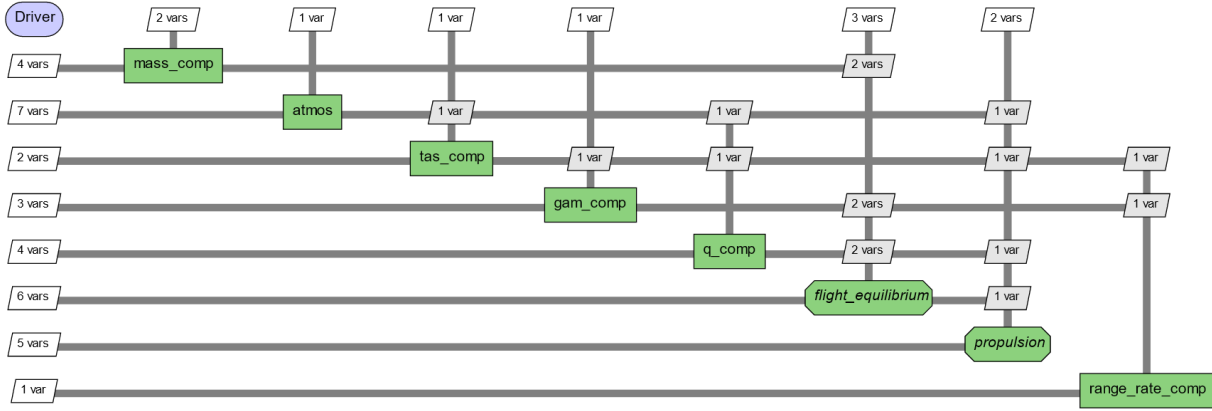 Driver 2 vars 1 var 1 var 1 var 3 vars 2 vars
4 vars mass_comp 2 vars
7 vars atmos 1 var 1 var 1 var
2 vars tas_comp 1 var 1 var 1 var 1 var
3 vars gam_comp 2 vars 1 var
4 vars q_comp 2 vars 1 var
6 vars flight_equilibrium 1 var
5 vars propulsion
1 var range_rate_comp